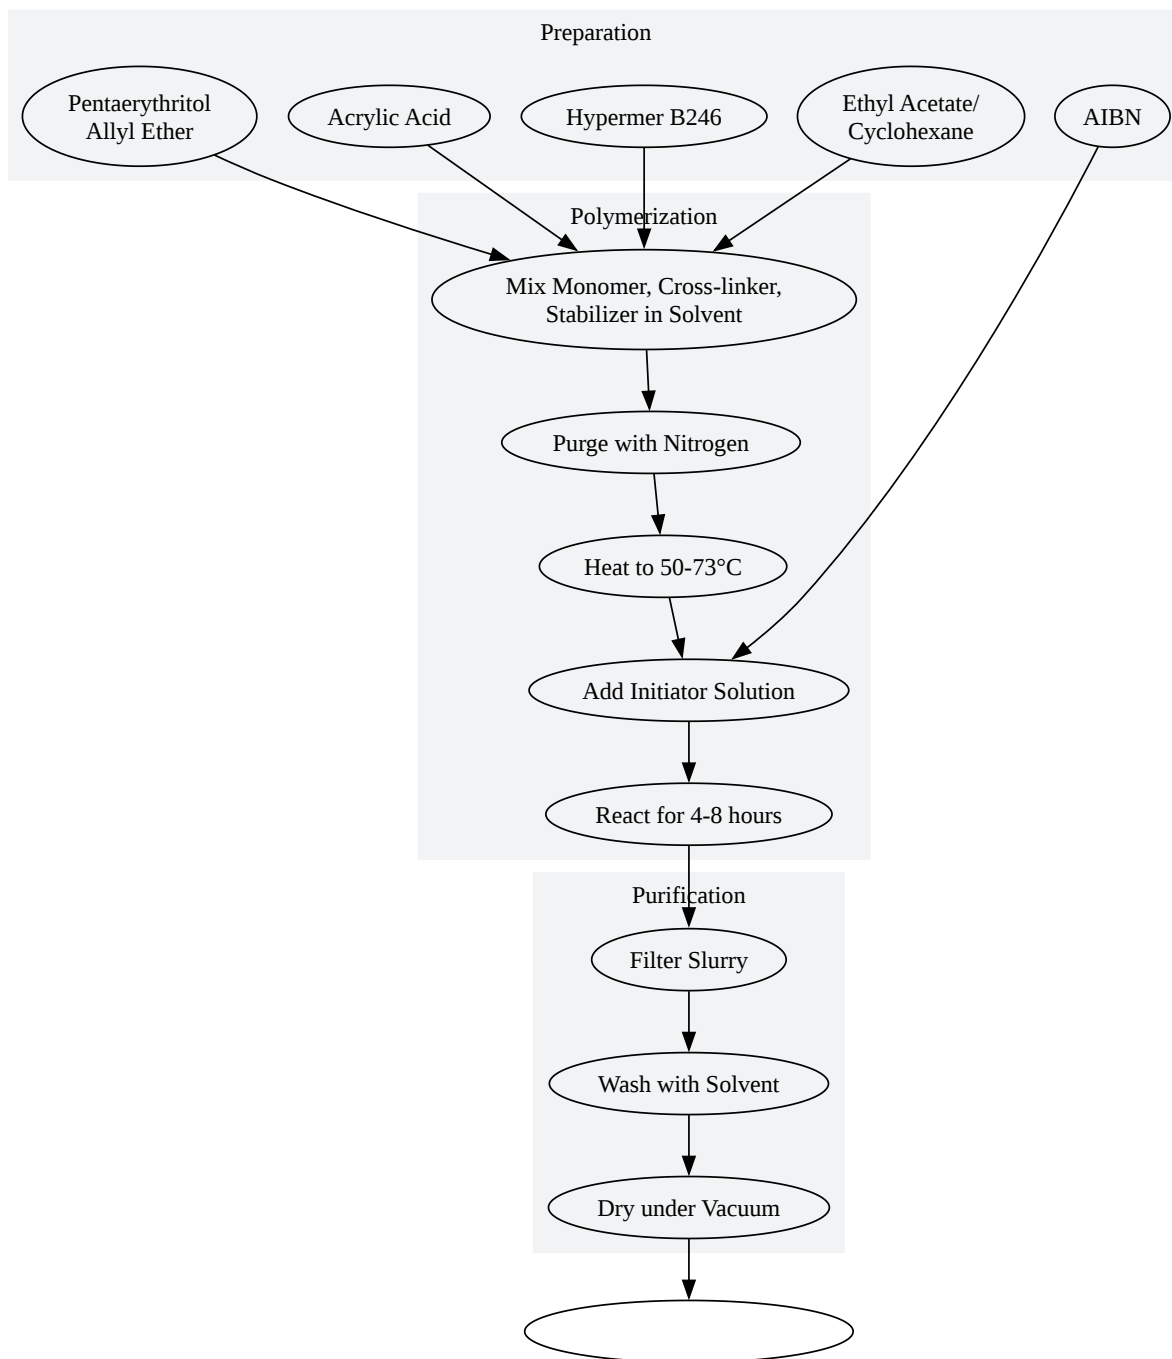 Preparation
Pentaerythritol
Allyl Ether
Acrylic Acid
Hypermer B246
Ethyl Acetate/
Cyclohexane
AIBN
Polymerization
Mix Monomer, Cross-linker,
Stabilizer in Solvent
Purge with Nitrogen
Heat to 50-73°C
Add Initiator Solution
React for 4-8 hours
Purification
Filter Slurry
Wash with Solvent
Dry under Vacuum